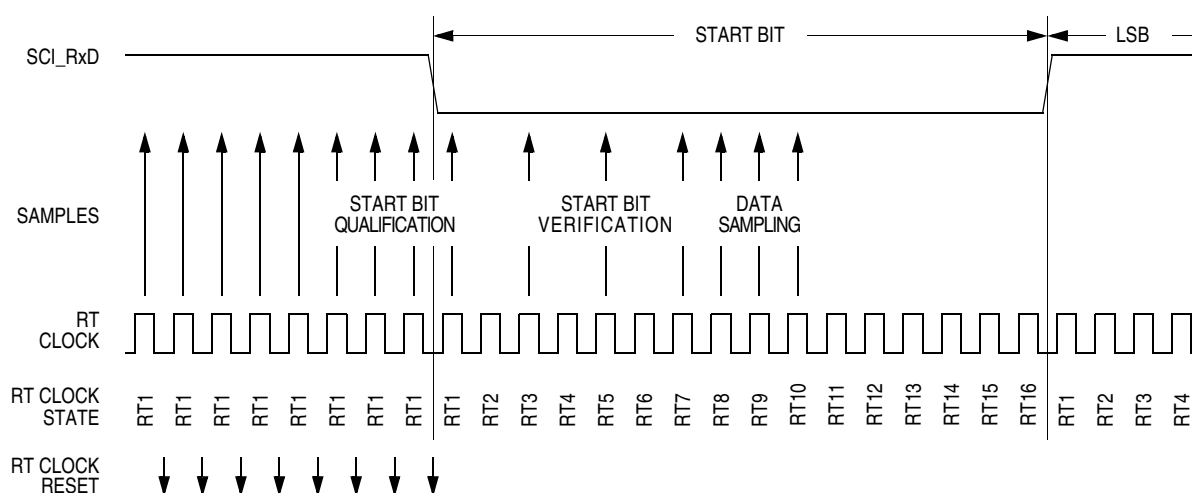 START BIT
LSB
SCI_RxD
SAMPLES
START BIT
QUALIFICATION
START BIT
VERIFICATION
DATA
SAMPLING
RT
CLOCK
RT CLOCK
STATE
RT1 RT1 RT1 RT1 RT1 RT1 RT1 RT1 RT1 RT2 RT3 RT4 RT5 RT6 RT7 RT8 RT9 RT10 RT11 RT12 RT13 RT14 RT15 RT16 RT1 RT2 RT3 RT4
RT CLOCK
RESET